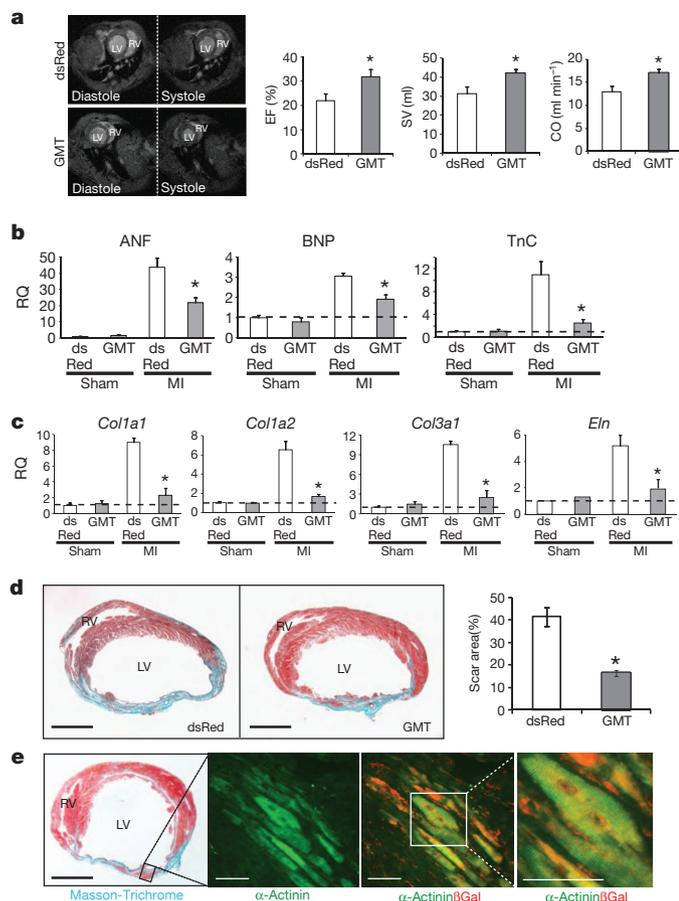 a
dsRed
LV
RV
LV
RV
Diastole
Systole
GMT
LV
RV
LV
RV
Diastole
Systole
EF (%)
40
30
20
10
0
*
dsRed
GMT
SV (ml)
50
40
30
20
10
0
*
dsRed
GMT
CO (ml min⁻¹)
20
15
10
5
0
*
dsRed
GMT
b
RQ
ANF
50
40
30
20
10
0
*
ds Red
GMT
ds Red
GMT
Sham
MI
BNP
4
3
2
1
0
*
ds Red
GMT
ds Red
GMT
Sham
MI
TnC
12
8
4
0
*
ds Red
GMT
ds Red
GMT
Sham
MI
c
RQ
Col1a1
10
8
6
4
2
0
*
ds Red
GMT
ds Red
GMT
Sham
MI
Col1a2
8
6
4
2
0
*
ds Red
GMT
ds Red
GMT
Sham
MI
Col3a1
12
9
6
3
0
*
ds Red
GMT
ds Red
GMT
Sham
MI
Eln
6
4
2
0
*
ds Red
GMT
ds Red
GMT
Sham
MI
d
RV
LV
dsRed
RV
LV
GMT
Scar area(%)
50
40
30
20
10
0
*
dsRed
GMT
e
RV
LV
Masson-Trichrome
α-Actinin
α-ActininβGal
α-ActininβGal